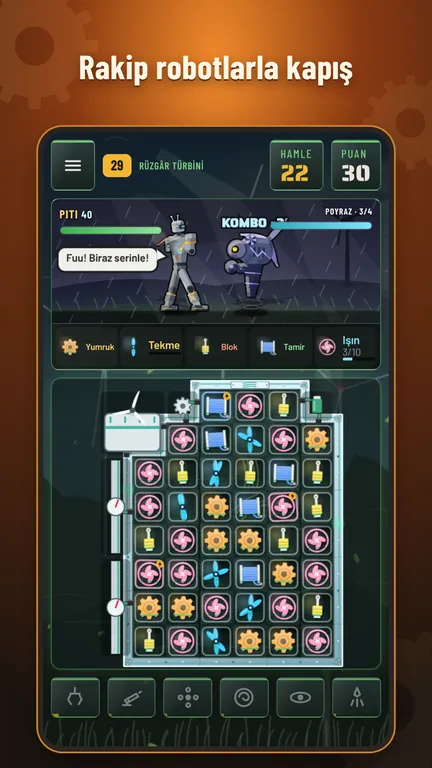 Rakip robotlarla kapış
29
RÜZGÂR TÜRBİNİ
HAMLE
22
PUAN
30
PITI 40
KOMBO
POYRAZ · 3/4
Fuu! Biraz serinle!
Yumruk
Tekme
Blok
Tamir
Işın
3/10